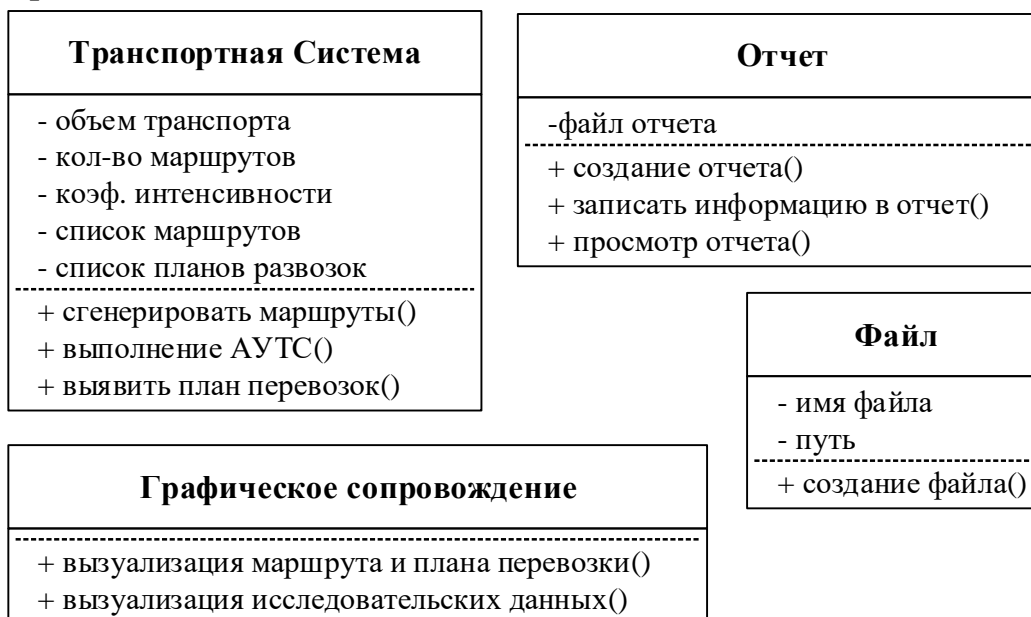 Транспортная Система
- объем транспорта
- кол-во маршрутов
- коэф. интенсивности
- список маршрутов
- список планов развозок
+ сгенерировать маршруты()
+ выполнение АУТС()
+ выявить план перевозок()
Отчет
-файл отчета
+ создание отчета()
+ записать информацию в отчет()
+ просмотр отчета()
Файл
- имя файла
- путь
+ создание файла()
Графическое сопровождение
+ вызуализация маршрута и плана перевозки()
+ вызуализация исследовательских данных()